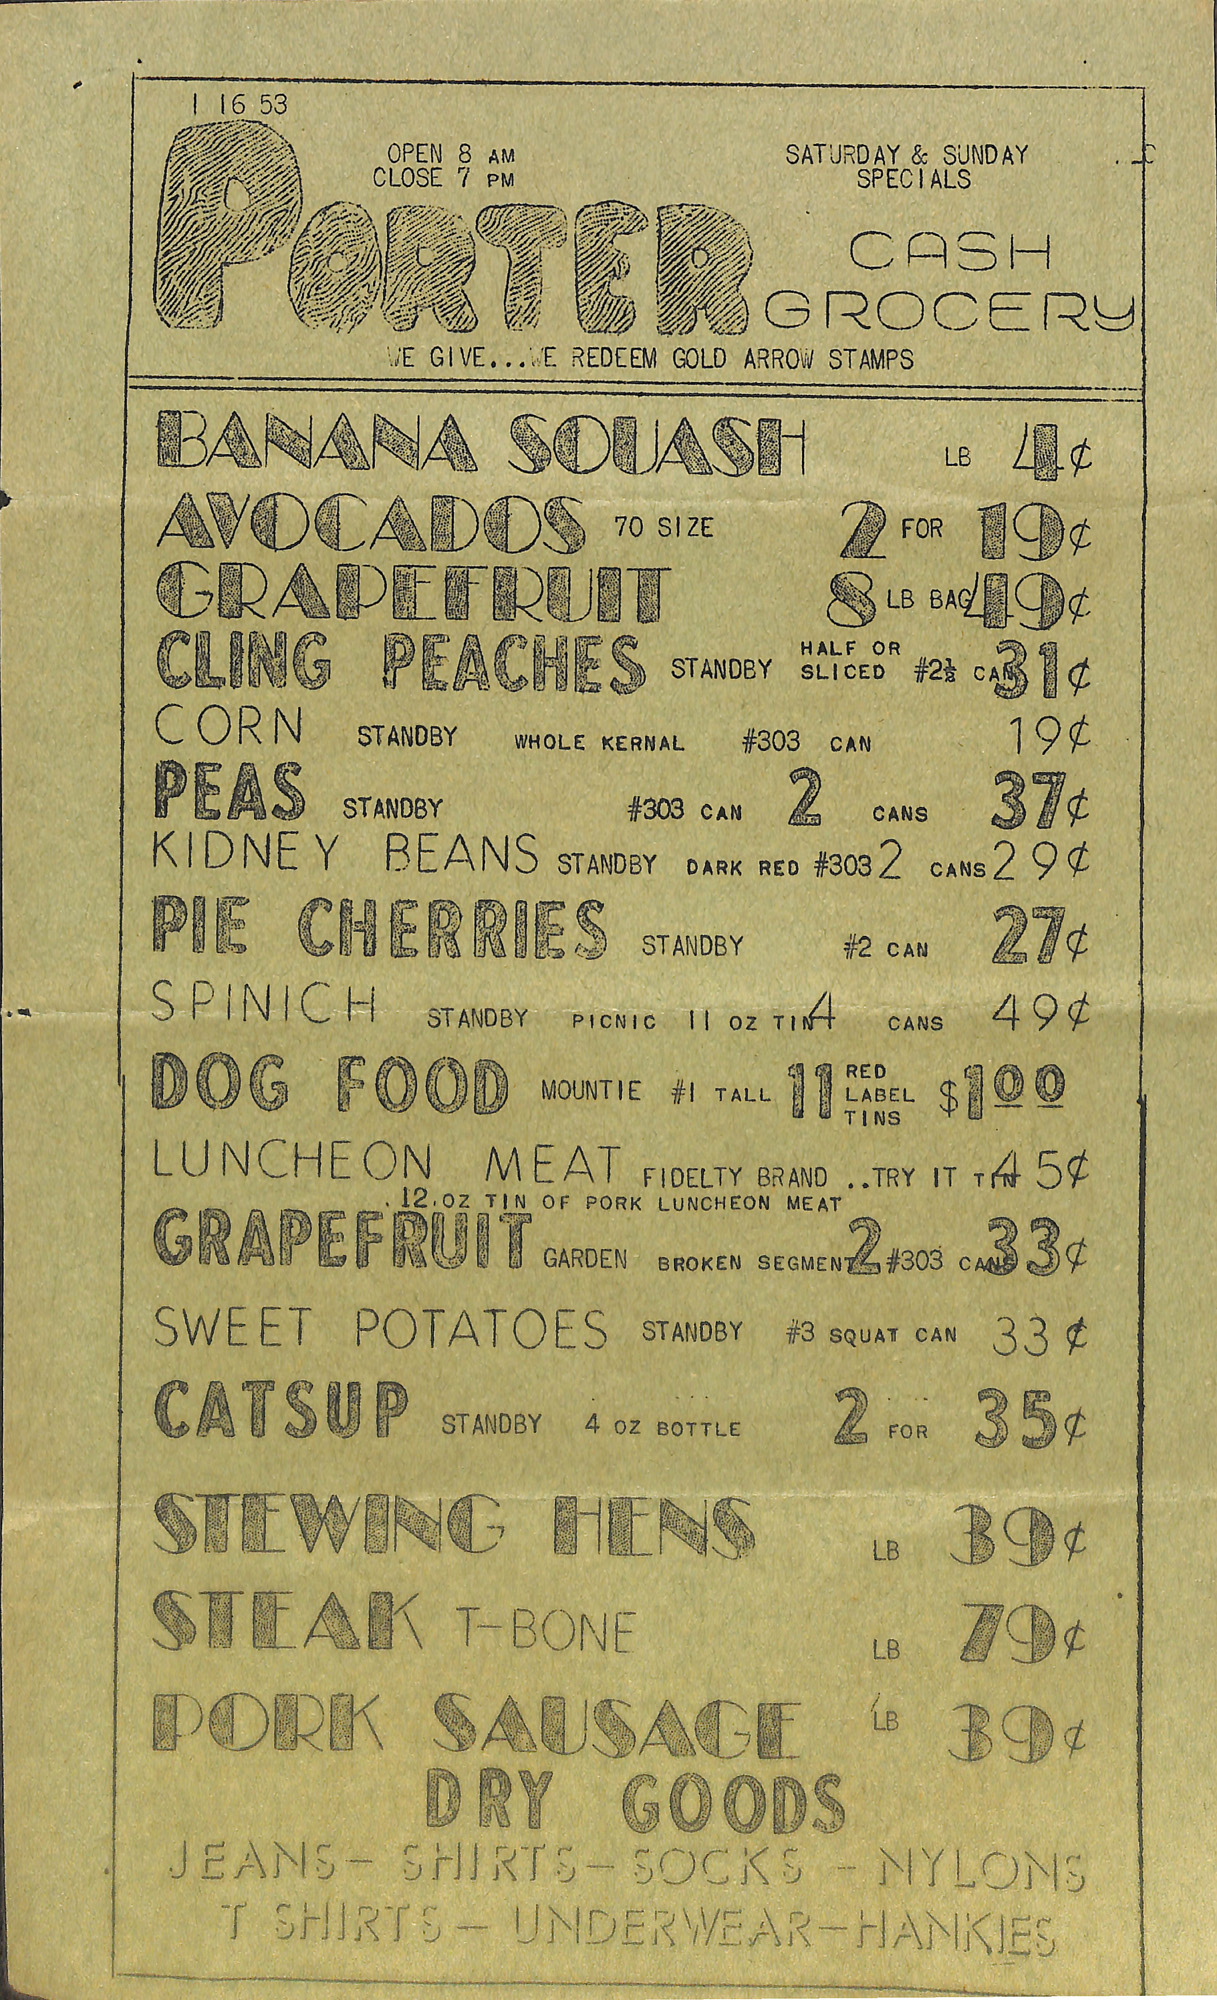 1 16 53
OPEN 8 AM
CLOSE 7 PM
SATURDAY & SUNDAY
SPECIALS
PORTER CASH
GROCERY
WE GIVE...WE REDEEM GOLD ARROW STAMPS
BANANA SQUASH LB 4¢
AVOCADOS 70 SIZE 2 FOR 19¢
GRAPEFRUIT 8 LB BAG 49¢
CLING PEACHES STANDBY HALF OR SLICED #2½ CAN 31¢
CORN STANDBY WHOLE KERNAL #303 CAN 19¢
PEAS STANDBY #303 CAN 2 CANS 37¢
KIDNEY BEANS STANDBY DARK RED #303 2 CANS 29¢
PIE CHERRIES STANDBY #2 CAN 27¢
SPINICH STANDBY PICNIC 11 OZ TIN 4 CANS 49¢
DOG FOOD MOUNTIE #1 TALL 11 RED LABEL TINS $100
LUNCHEON MEAT FIDELTY BRAND ..TRY IT TIN 45¢
12.OZ TIN OF PORK LUNCHEON MEAT
GRAPEFRUIT GARDEN BROKEN SEGMENT 2 #303 CANS 33¢
SWEET POTATOES STANDBY #3 SQUAT CAN 33¢
CATSUP STANDBY 4 OZ BOTTLE 2 FOR 35¢
STEWING HENS LB 39¢
STEAK T-BONE LB 79¢
PORK SAUSAGE LB 39¢
DRY GOODS
JEANS- SHIRTS- SOCKS - NYLONS
T SHIRTS - UNDERWEAR-HANKIES